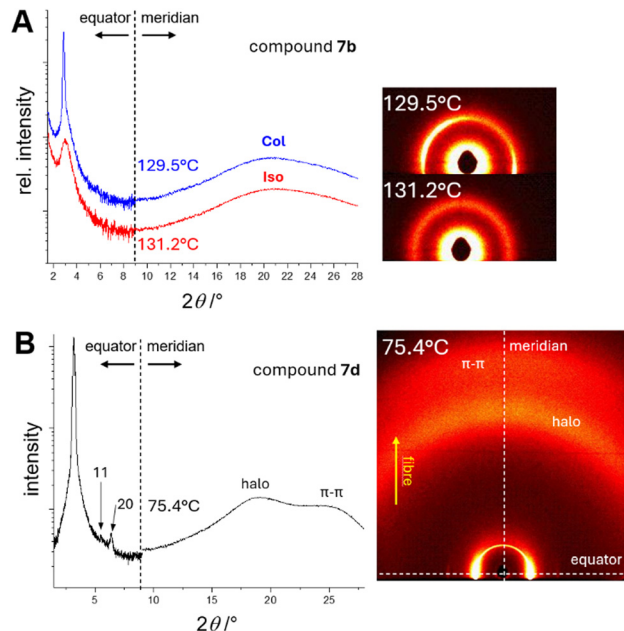 A
equator meridian
compound 7b
rel. intensity
129.5°C
Col
Iso
131.2°C
2 4 6 8 10 12 14 16 18 20 22 24 26 28
2θ/°
129.5°C
131.2°C
B
equator meridian
compound 7d
intensity
11
20
75.4°C
halo
π-π
5 10 15 20 25
2θ/°
75.4°C
meridian
π-π
halo
fibre
equator